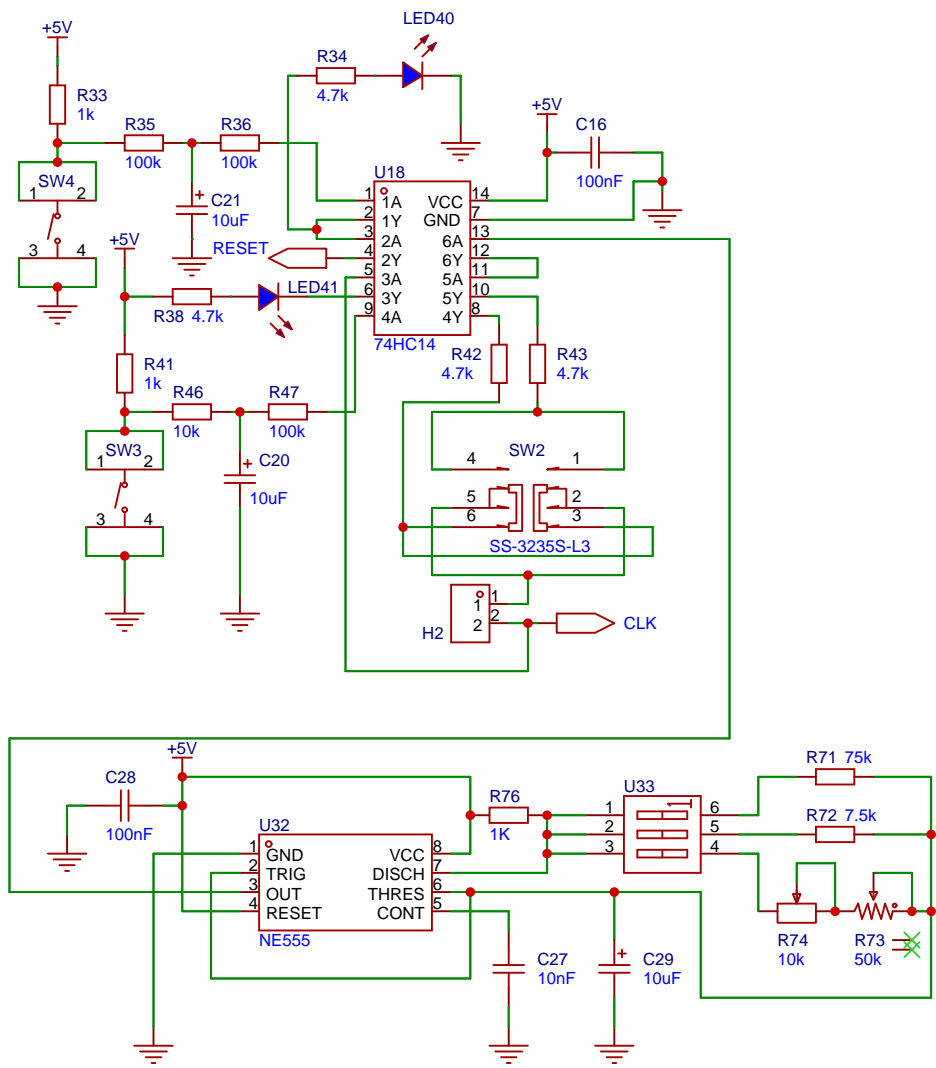 LED40
+5V
R34
4.7k
R33
1k
+5V
C16
100nF
R35
100k
R36
100k
U18
SW4
1 2
3 4
C21
10uF
+
1 1A VCC 14
2 1Y GND 7
3 2A 6A 13
4 2Y 6Y 12
5 3A 5A 11
6 3Y 5Y 10
9 4A 4Y 8
74HC14
RESET
+5V
LED41
R38 4.7k
R41
1k
R42
4.7k
R43
4.7k
R46
10k
R47
100k
SW3
1 2
3 4
+
C20
10uF
SW2
4 1
5 2
6 3
SS-3235S-L3
1 1
2 2
H2
CLK
+5V
C28
100nF
U32
1 GND VCC 8
2 TRIG DISCH 7
3 OUT THRES 6
4 RESET CONT 5
NE555
R76
1K
U33
1 6
2 5
3 4
R71 75k
R72 7.5k
R74
10k
R73
50k
C27
10nF
+
C29
10uF